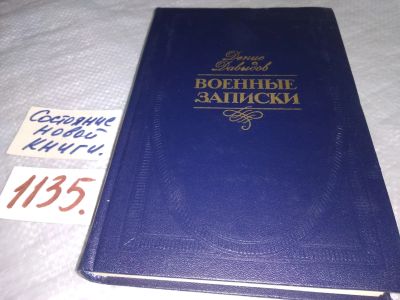 Денис
Давыдов
ВОЕННЫЕ
ЗАПИСКИ
Состояние
новой
книги.
1135.